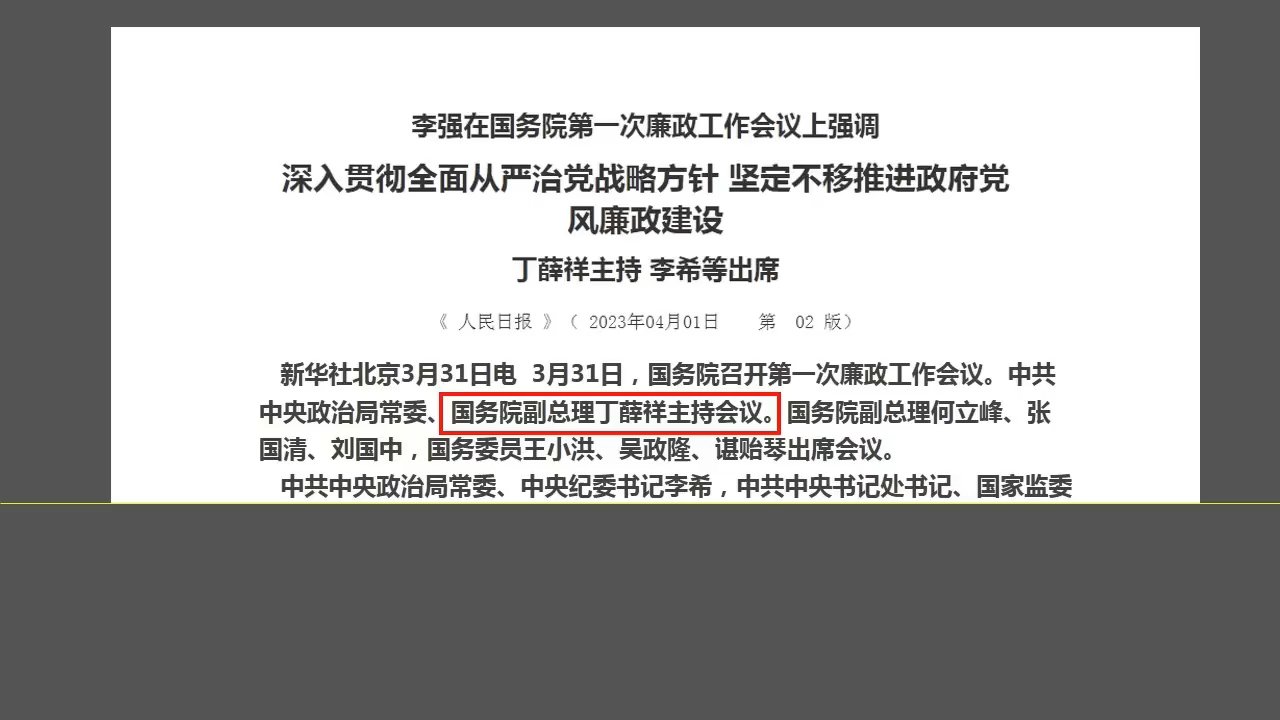 李强在国务院第一次廉政工作会议上强调
深入贯彻全面从严治党战略方针 坚定不移推进政府党
风廉政建设
丁薛祥主持 李希等出席
《 人民日报 》（ 2023年04月01日 第 02 版）
新华社北京3月31日电 3月31日，国务院召开第一次廉政工作会议。中共
中央政治局常委、国务院副总理丁薛祥主持会议。国务院副总理何立峰、张
国清、刘国中，国务委员王小洪、吴政隆、谌贻琴出席会议。
中共中央政治局常委、中央纪委书记李希，中共中央书记处书记、国家监委